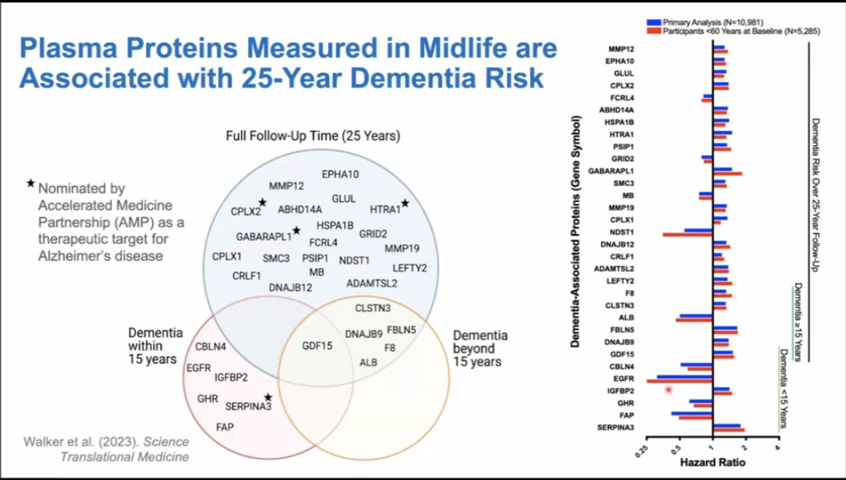 Plasma Proteins Measured in Midlife are
Associated with 25-Year Dementia Risk
Full Follow-Up Time (25 Years)
★ Nominated by
Accelerated Medicine
Partnership (AMP) as a
therapeutic target for
Alzheimer's disease
EPHA10
MMP12
GLUL
CPLX2 ★
ABHD14A
HTRA1 ★
HSPA1B
GABARAPL1 ★
FCRL4
GRID2
MMP19
CPLX1
SMC3
PSIP1
NDST1
LEFTY2
CRLF1
MB
DNAJB12
ADAMTSL2
CLSTN3
DNAJB9
FBLN5
F8
ALB
GDF15
Dementia
within
15 years
CBLN4
EGFR
IGFBP2
GHR
SERPINA3 ★
FAP
Dementia
beyond
15 years
Walker et al. (2023). Science
Translational Medicine
Primary Analysis (N=10,981)
Participants <60 Years at Baseline (N=5,285)
Dementia-Associated Proteins (Gene Symbol)
MMP12
EPHA10
GLUL
CPLX2
FCRL4
ABHD14A
HSPA1B
HTRA1
PSIP1
GRID2
GABARAPL1
SMC3
MB
MMP19
CPLX1
NDST1
DNAJB12
CRLF1
ADAMTSL2
LEFTY2
F8
CLSTN3
ALB
FBLN5
DNAJB9
GDF15
CBLN4
EGFR
IGFBP2
GHR
FAP
SERPINA3
0.25
0.5
1
2
4
Hazard Ratio
Dementia Risk Over 25-Year Follow-Up
Dementia ≥15 Years
Dementia <15 Years